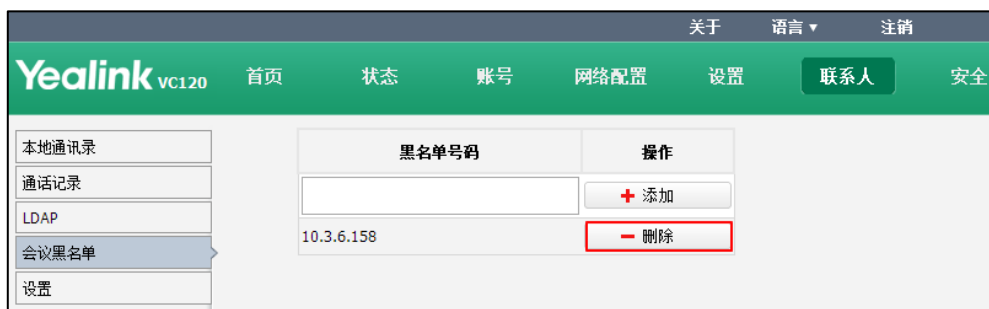 关于 语言▼ 注销
Yealink VC120 首页 状态 账号 网络配置 设置 联系人 安全
本地通讯录
通话记录
LDAP
会议黑名单
设置
黑名单号码 操作
添加
10.3.6.158 删除